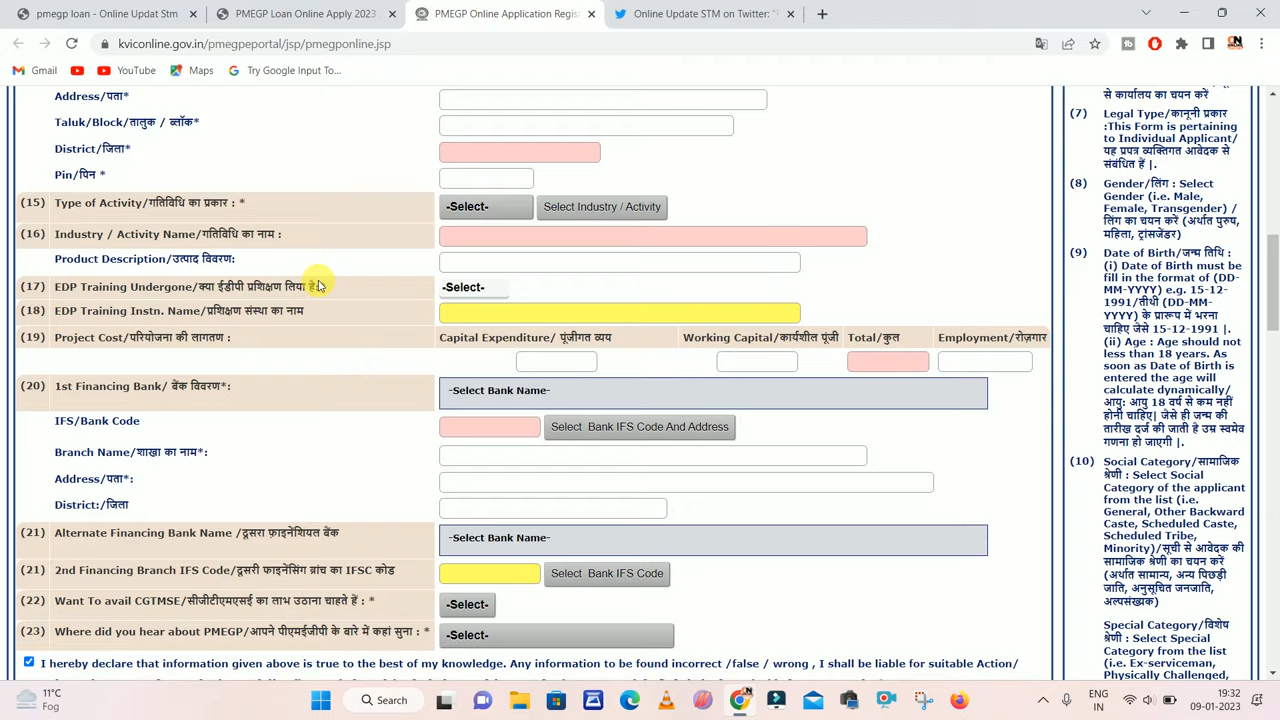 pmegp loan - Online Updat Stm
PMEGP Loan Online Apply 2023
PMEGP Online Application Regis
Online Update STM on Twitter: "P
kviconline.gov.in/pmegpeportal/jsp/pmegponline.jsp
Gmail
YouTube
Maps
Try Google Input To...
Address/पता*
Taluk/Block/तालुक / ब्लॉक*
District/जिला*
Pin/पिन *
(15) Type of Activity/गतिविधि का प्रकार : * -Select- Select Industry / Activity
(16) Industry / Activity Name/गतिविधि का नाम :
Product Description/उत्पाद विवरण:
(17) EDP Training Undergone/क्या ईडीपी प्रशिक्षण लिया है: -Select-
(18) EDP Training Instn. Name/प्रशिक्षण संस्था का नाम
(19) Project Cost/परियोजना की लागतण : Capital Expenditure/ पूंजीगत व्यय Working Capital/कार्यशील पूंजी Total/कुल Employment/रोज़गार
(20) 1st Financing Bank/ बेंक विवरण*: -Select Bank Name-
IFS/Bank Code Select Bank IFS Code And Address
Branch Name/शाखा का नाम*:
Address/पता*:
District:/जिला
(21) Alternate Financing Bank Name /दूसरा फ़ाइनेंशियल बेंक -Select Bank Name-
(21) 2nd Financing Branch IFS Code/दूसरी फाइनेंसिंग ब्रांच का IFSC कोड Select Bank IFS Code
(22) Want To avail CGTMSE/सीजीटीएमएसई का लाभ उठाना चाहते हैं : * -Select-
(23) Where did you hear about PMEGP/आपने पीएमईजीपी के बारे में कहां सुना : * -Select-
I hereby declare that information given above is true to the best of my knowledge. Any information to be found incorrect /false / wrong , I shall be liable for suitable Action/
से कार्यालय का चयन करें
(7) Legal Type/कानूनी प्रकार
:This Form is pertaining
to Individual Applicant/
यह प्रपत्र व्यक्तिगत आवेदक से
संबंधित हैं |.
(8) Gender/लिंग : Select
Gender (i.e. Male,
Female, Transgender) /
लिंग का चयन करें (अर्थात पुरुष,
महिला, ट्रांसजेंडर)
(9) Date of Birth/जन्म तिथि :
(i) Date of Birth must be
fill in the format of (DD-
MM-YYYY) e.g. 15-12-
1991/तीथी (DD-MM-
YYYY) के प्रारूप में भरना
चाहिए जेसे 15-12-1991 |.
(ii) Age : Age should not
less than 18 years. As
soon as Date of Birth is
entered the age will
calculate dynamically/
आयु: आयु 18 वर्ष से कम नहीं
होनी चाहिए| जेसे ही जन्म की
तारीख दर्ज की जाती है उम्र स्वमेव
गणना हो जाएगी |.
(10) Social Category/सामाजिक
श्रेणी : Select Social
Category of the applicant
from the list (i.e.
General, Other Backward
Caste, Scheduled Caste,
Scheduled Tribe,
Minority)/सूची से आवेदक की
सामाजिक श्रेणी का चयन करें
(अर्थात सामान्य, अन्य पिछड़ी
जाति, अनुसूचित जनजाति,
अल्पसंख्यक)
Special Category/विशेष
श्रेणी : Select Special
Category from the list
(i.e. Ex-serviceman,
Physically Challenged,
11°C
Fog
Search
ENG
IN
19:32
09-01-2023